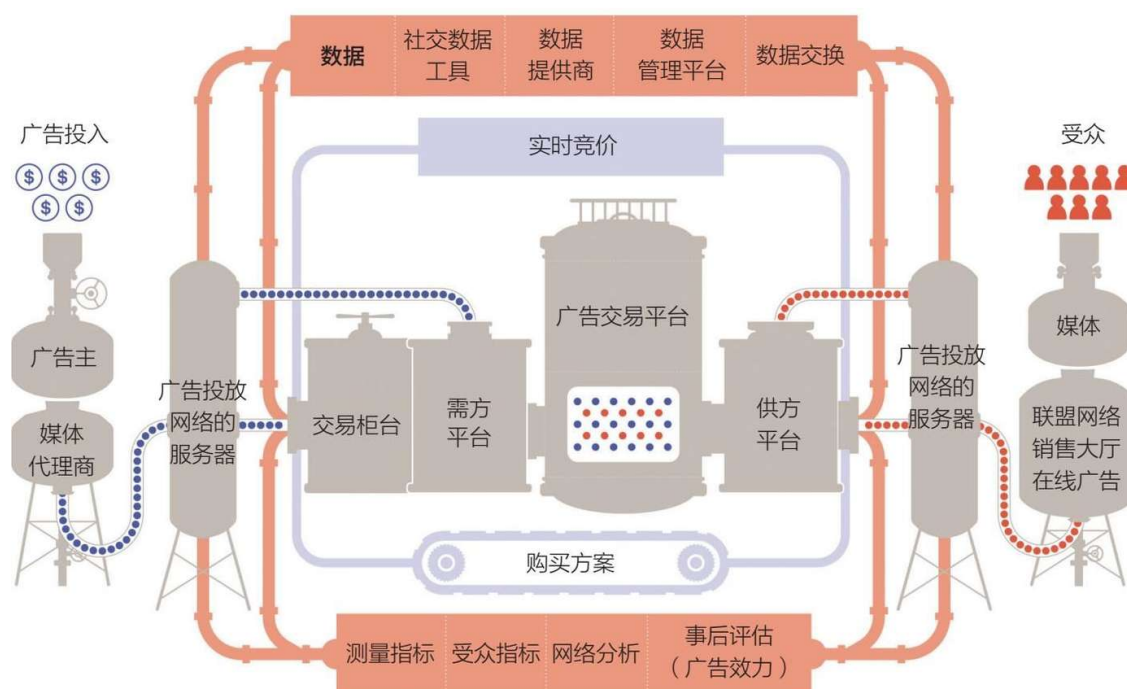 数据
社交数据
工具
数据
提供商
数据
管理平台
数据交换
广告投入
$ $ $
$ $
实时竞价
受众
广告主
媒体
代理商
广告投放
网络的
服务器
交易柜台
需方
平台
广告交易平台
供方
平台
广告投放
网络的
服务器
媒体
联盟网络
销售大厅
在线广告
购买方案
测量指标
受众指标
网络分析
事后评估
（广告效力）